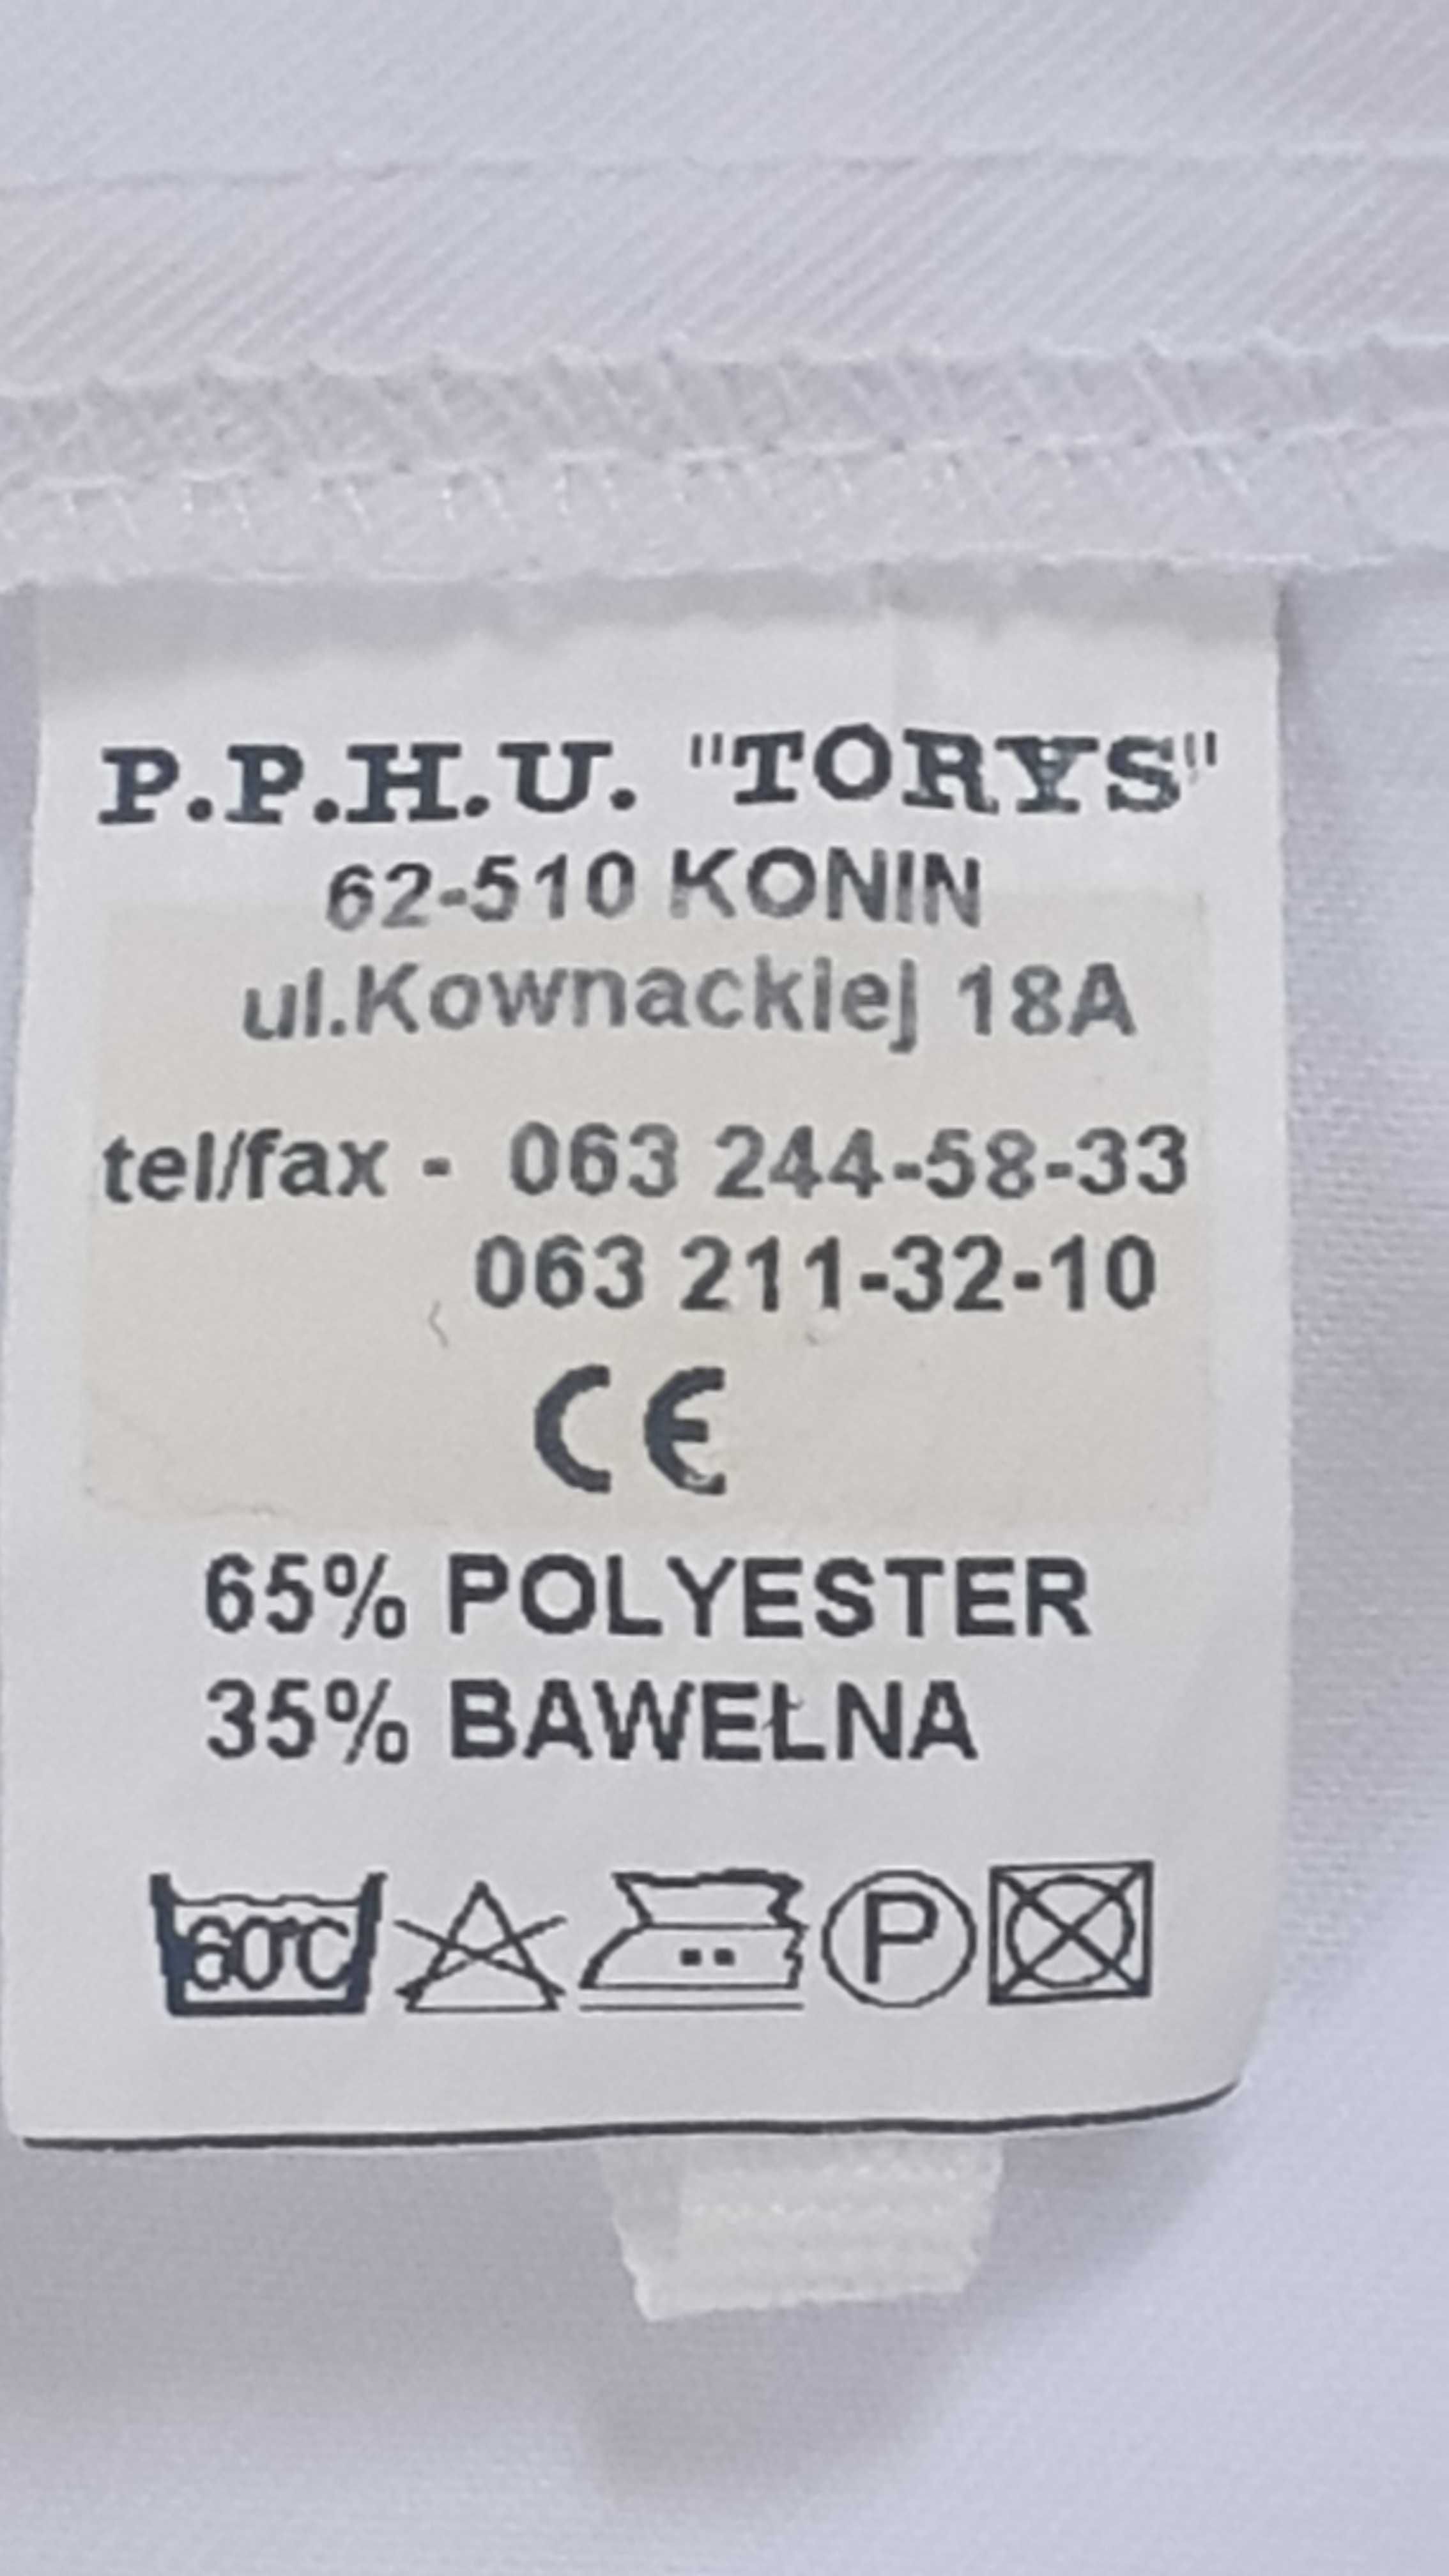 P.P.H.U. "TORYS"
62-510 KONIN
ul.Kownackiej 18A
tel/fax - 063 244-58-33
063 211-32-10
CE
65% POLYESTER
35% BAWEŁNA
60°C P